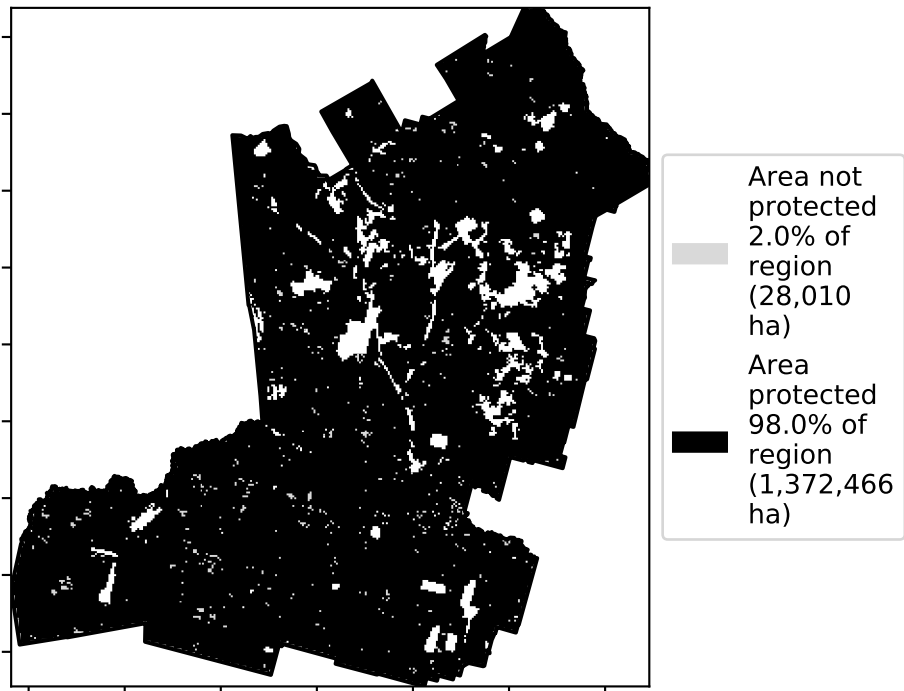 Area not
protected
2.0% of
region
(28,010
ha)
Area
protected
98.0% of
region
(1,372,466
ha)